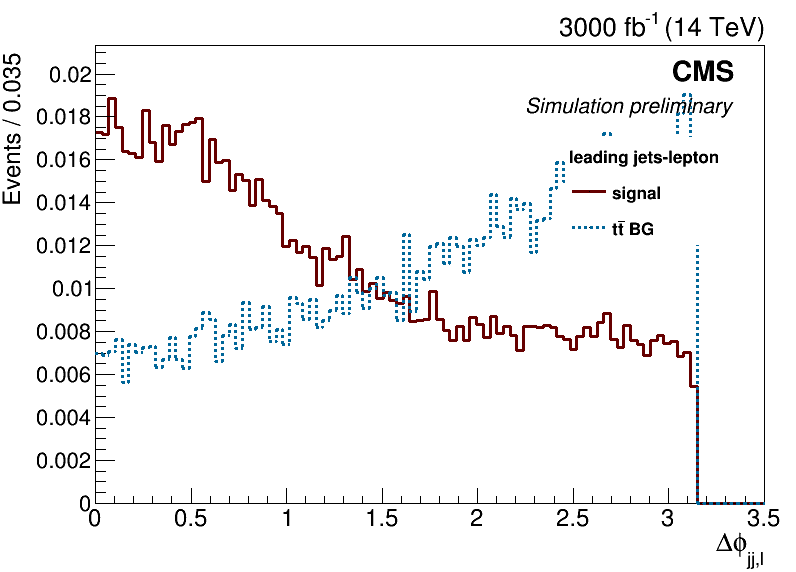 3000 fb-1 (14 TeV)
CMS
Simulation preliminary
leading jets-lepton
signal
tt̄ BG
Events / 0.035
0.02
0.018
0.016
0.014
0.012
0.01
0.008
0.006
0.004
0.002
0
0 0.5 1 1.5 2 2.5 3 3.5
Δϕjj,l